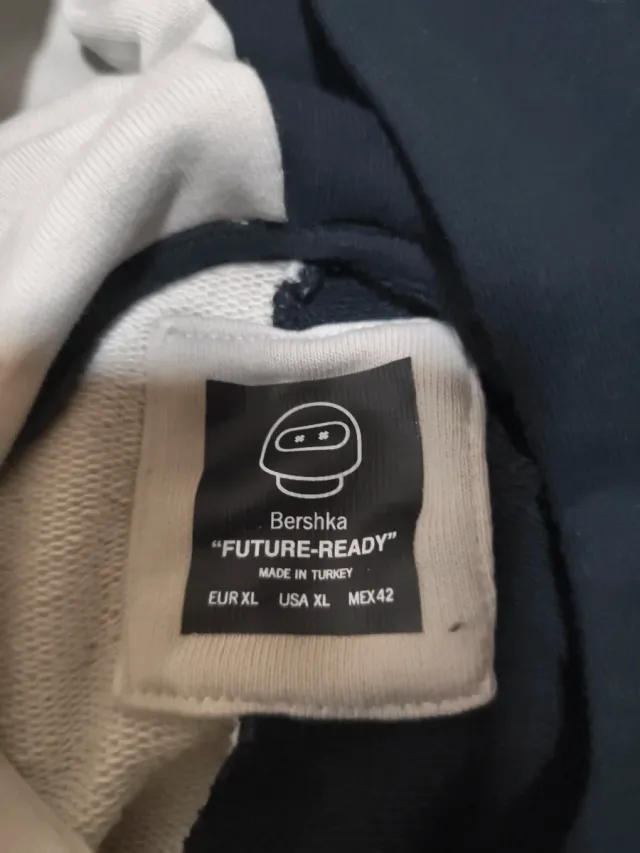 Bershka
"FUTURE-READY"
MADE IN TURKEY
EUR XL USA XL MEX 42